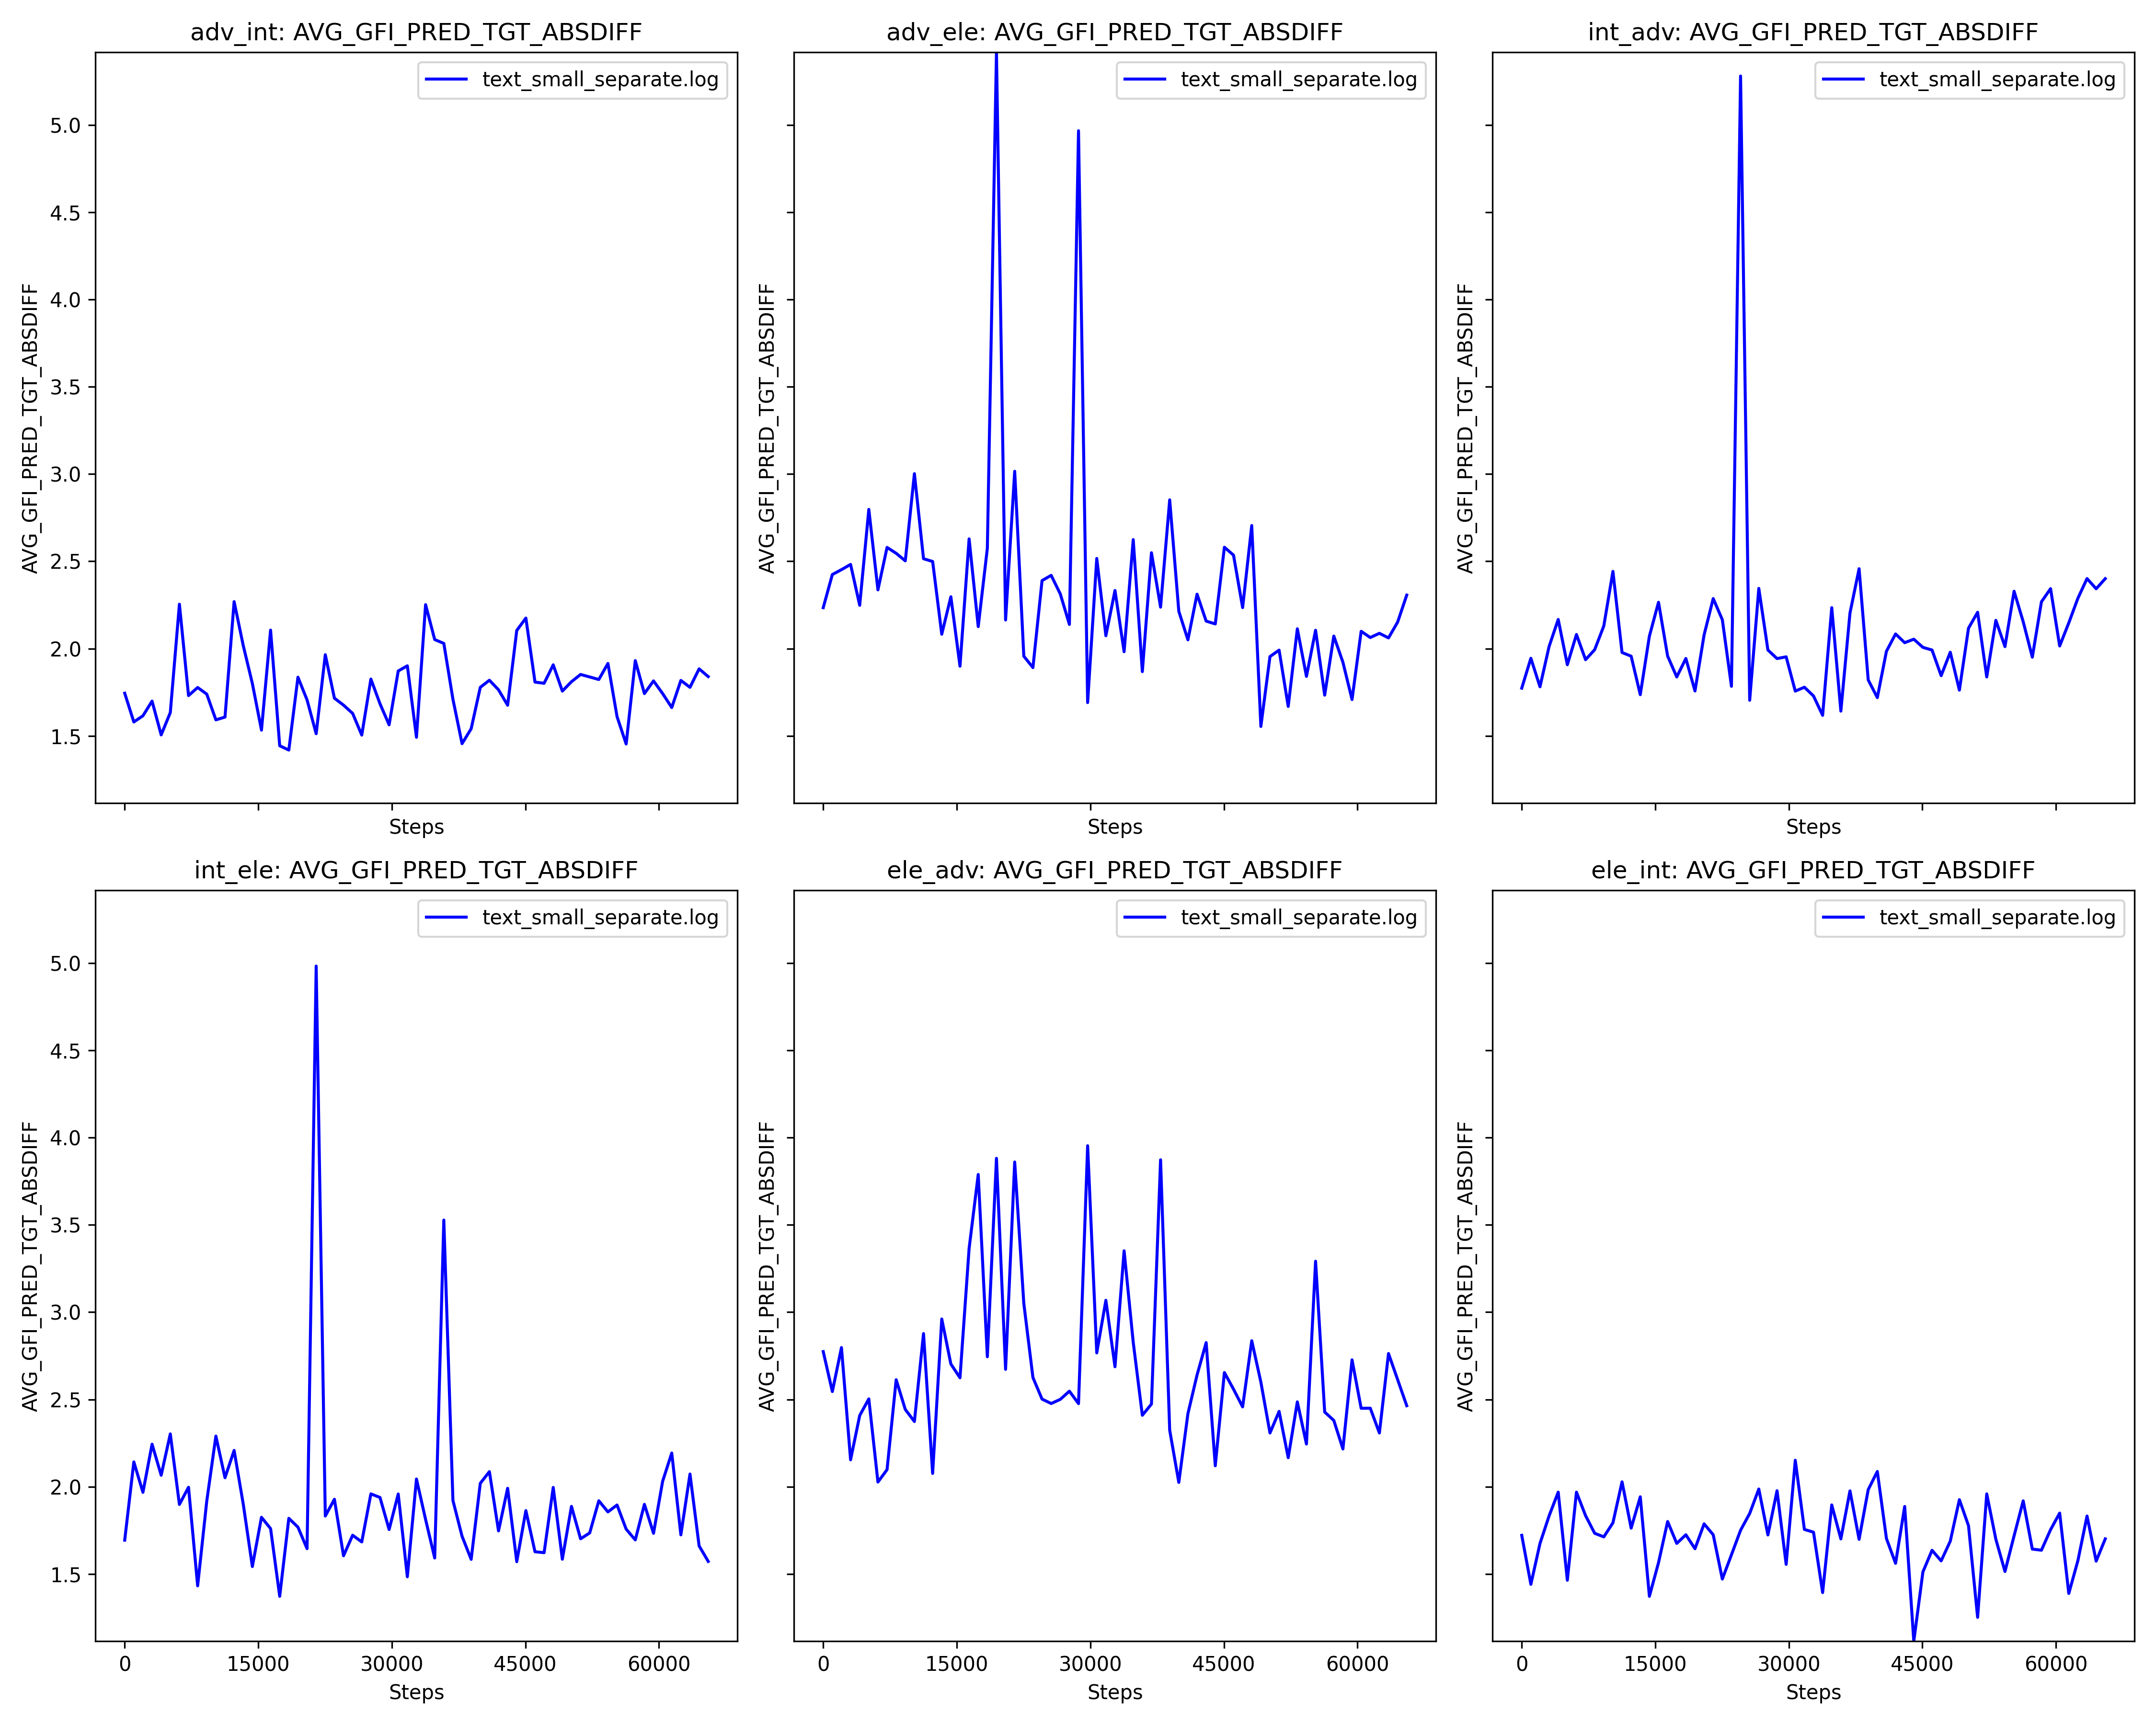 adv_int: AVG_GFI_PRED_TGT_ABSDIFF
adv_ele: AVG_GFI_PRED_TGT_ABSDIFF
int_adv: AVG_GFI_PRED_TGT_ABSDIFF
text_small_separate.log
text_small_separate.log
text_small_separate.log
AVG_GFI_PRED_TGT_ABSDIFF
5.0
4.5
4.0
3.5
3.0
2.5
2.0
1.5
AVG_GFI_PRED_TGT_ABSDIFF
AVG_GFI_PRED_TGT_ABSDIFF
Steps
Steps
Steps
int_ele: AVG_GFI_PRED_TGT_ABSDIFF
ele_adv: AVG_GFI_PRED_TGT_ABSDIFF
ele_int: AVG_GFI_PRED_TGT_ABSDIFF
text_small_separate.log
text_small_separate.log
text_small_separate.log
AVG_GFI_PRED_TGT_ABSDIFF
5.0
4.5
4.0
3.5
3.0
2.5
2.0
1.5
AVG_GFI_PRED_TGT_ABSDIFF
AVG_GFI_PRED_TGT_ABSDIFF
0 15000 30000 45000 60000
0 15000 30000 45000 60000
0 15000 30000 45000 60000
Steps
Steps
Steps